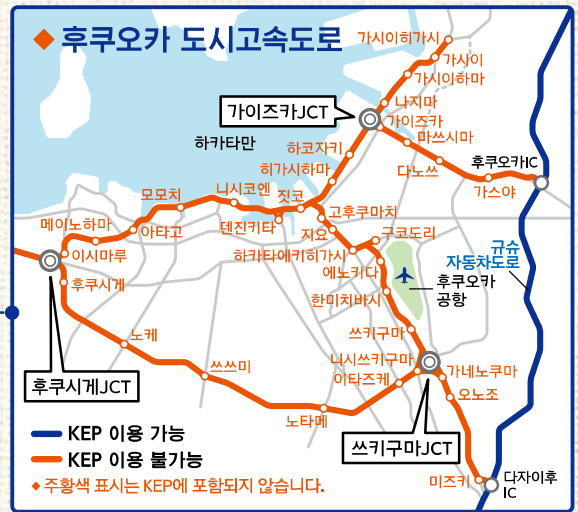 ◆ 후쿠오카 도시고속도로
가시이히가시
가시이
가시이하마
나지마
가이즈카JCT
가이즈카
마쓰시마
하카타만
하코자키
다노쓰
후쿠오카IC
히가시하마
가스야
니시코엔
짓코
모모치
고후쿠마치
메이노하마
덴진키타
지요
구코도리
아타고
하카타에키히가시
이시마루
에노키다
규슈
자동차도로
후쿠오카
공항
후쿠시게
한미치바시
쓰키구마
노케
니시쓰키구마
쓰쓰미
이타즈케
가네노쿠마
후쿠시게JCT
오노조
노타메
쓰키구마JCT
KEP 이용 가능
KEP 이용 불가능
미즈키
다자이후
IC
◆ 주황색 표시는 KEP에 포함되지 않습니다.